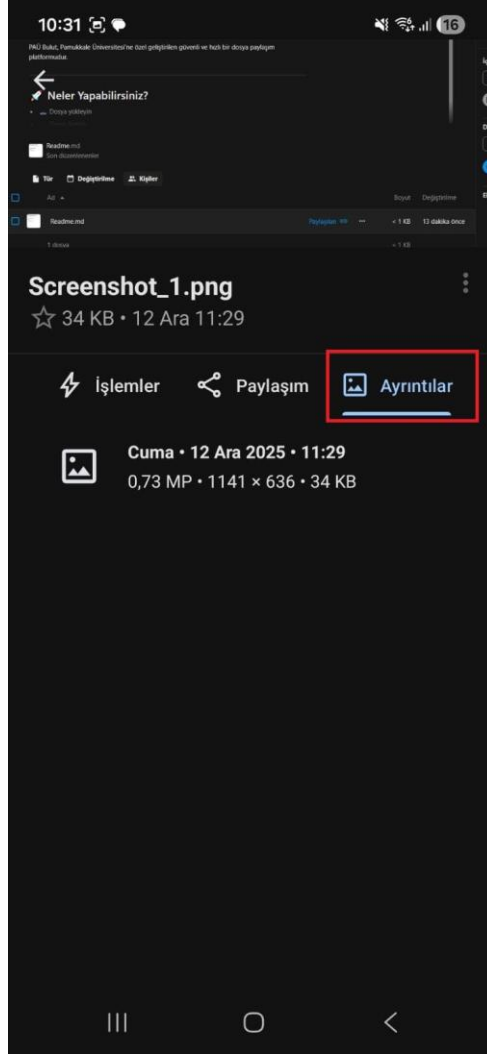 10:31
16
PAÜ Bulut, Pamukkale Üniversitesi'ne özel geliştirilen güvenli ve hızlı bir dosya paylaşım
platformudur.
Neler Yapabilirsiniz?
Dosya yükleyin
Readme.md
Son düzenlenenler
Tür Değiştirilme Kişiler
Ad Boyut Değiştirilme
Readme.md Paylaşılan < 1 KB 13 dakika önce
1 dosya < 1 KB
Screenshot_1.png
34 KB • 12 Ara 11:29
İşlemler Paylaşım Ayrıntılar
Cuma • 12 Ara 2025 • 11:29
0,73 MP • 1141 × 636 • 34 KB